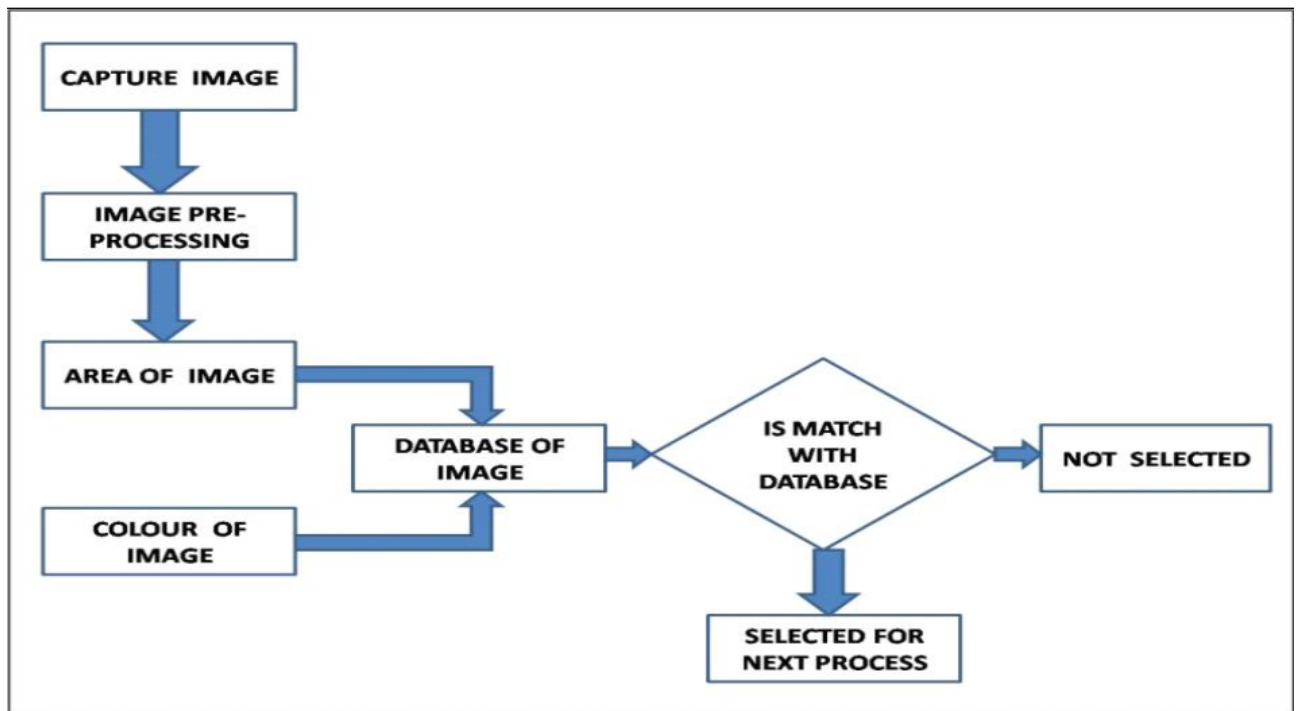 CAPTURE IMAGE
IMAGE PRE-
PROCESSING
AREA OF IMAGE
COLOUR OF
IMAGE
DATABASE OF
IMAGE
IS MATCH
WITH
DATABASE
NOT SELECTED
SELECTED FOR
NEXT PROCESS